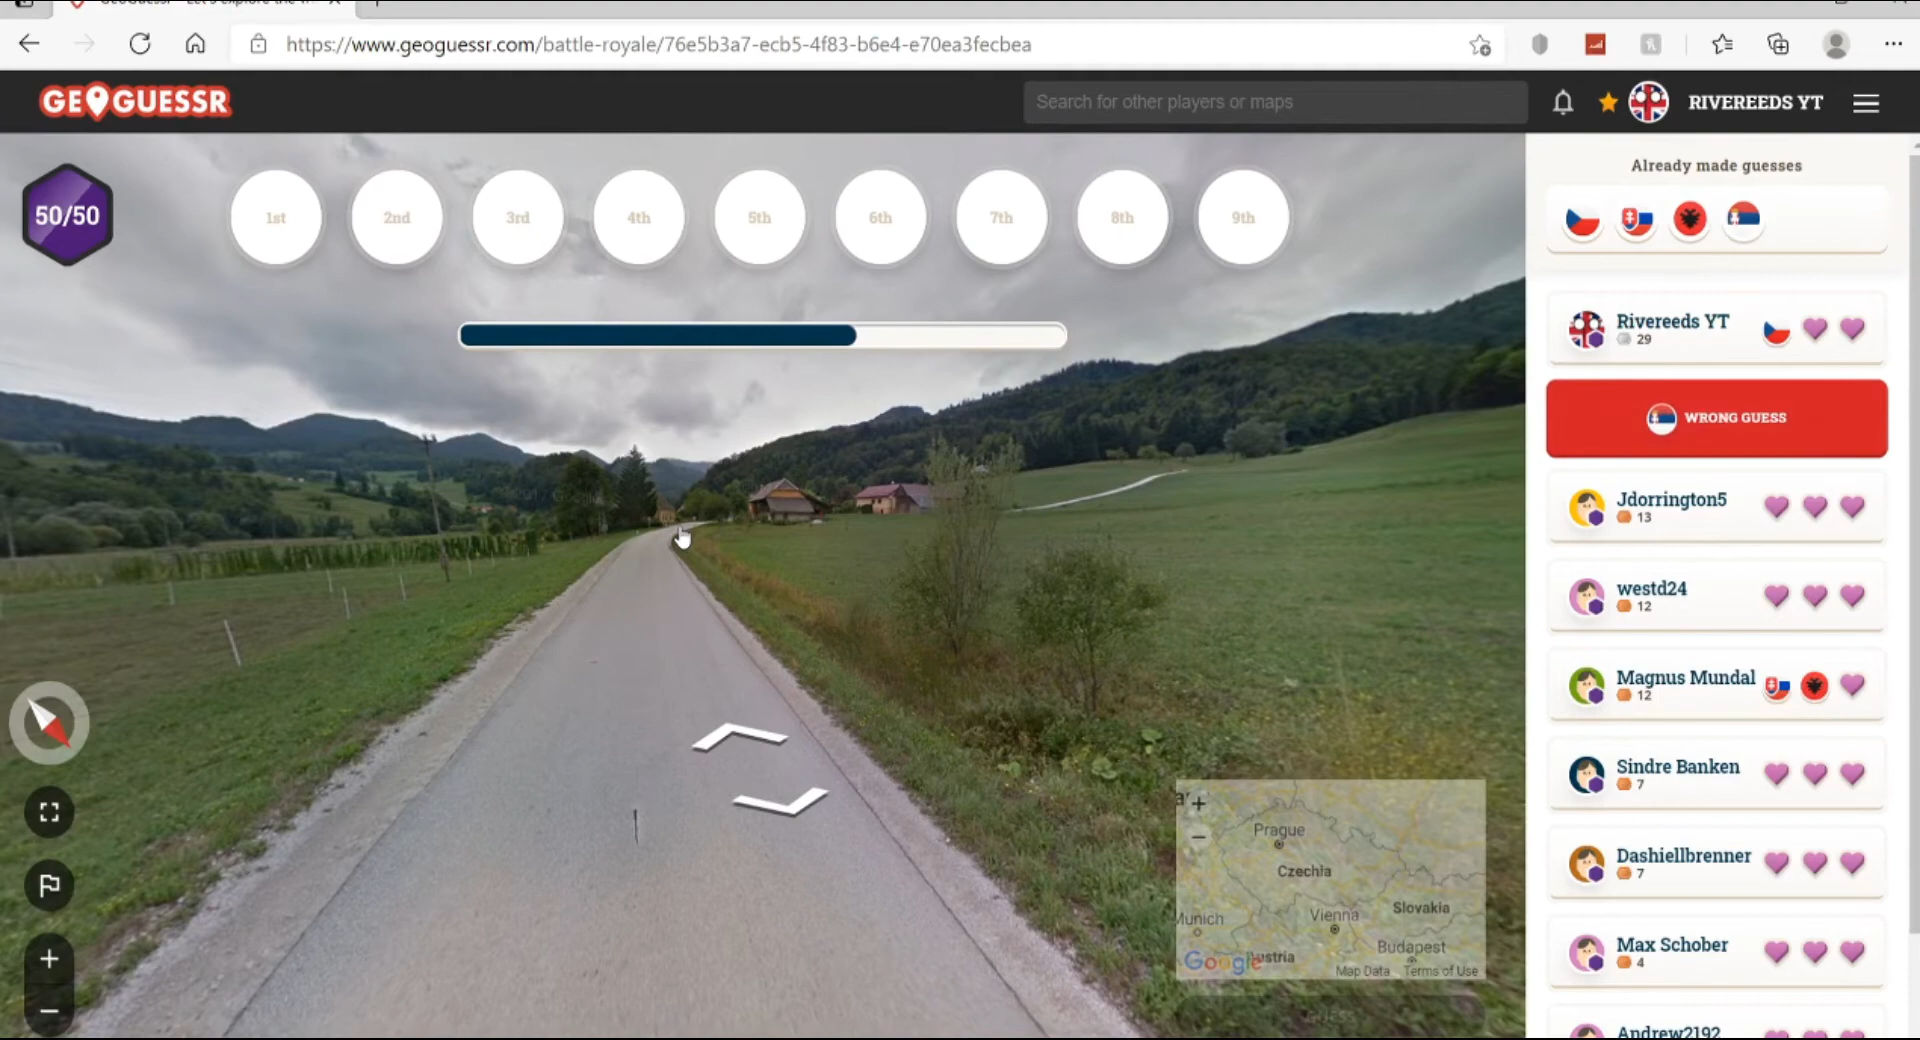 https://www.geoguessr.com/battle-royale/76e5b3a7-ecb5-4f83-b6e4-e70ea3fecbea
GEOGUESSR
Search for other players or maps
RIVEREEDS YT
50/50
1st
2nd
3rd
4th
5th
6th
7th
8th
9th
Already made guesses
Rivereeds YT
29
WRONG GUESS
Jdorrington5
13
westd24
12
Magnus Mundal
12
Sindre Banken
7
Dashiellbrenner
7
Max Schober
4
Andrew2192
Prague
Czechia
Slovakia
Munich
Vienna
Budapest
Google
Map Data
Terms of Use
GUESS